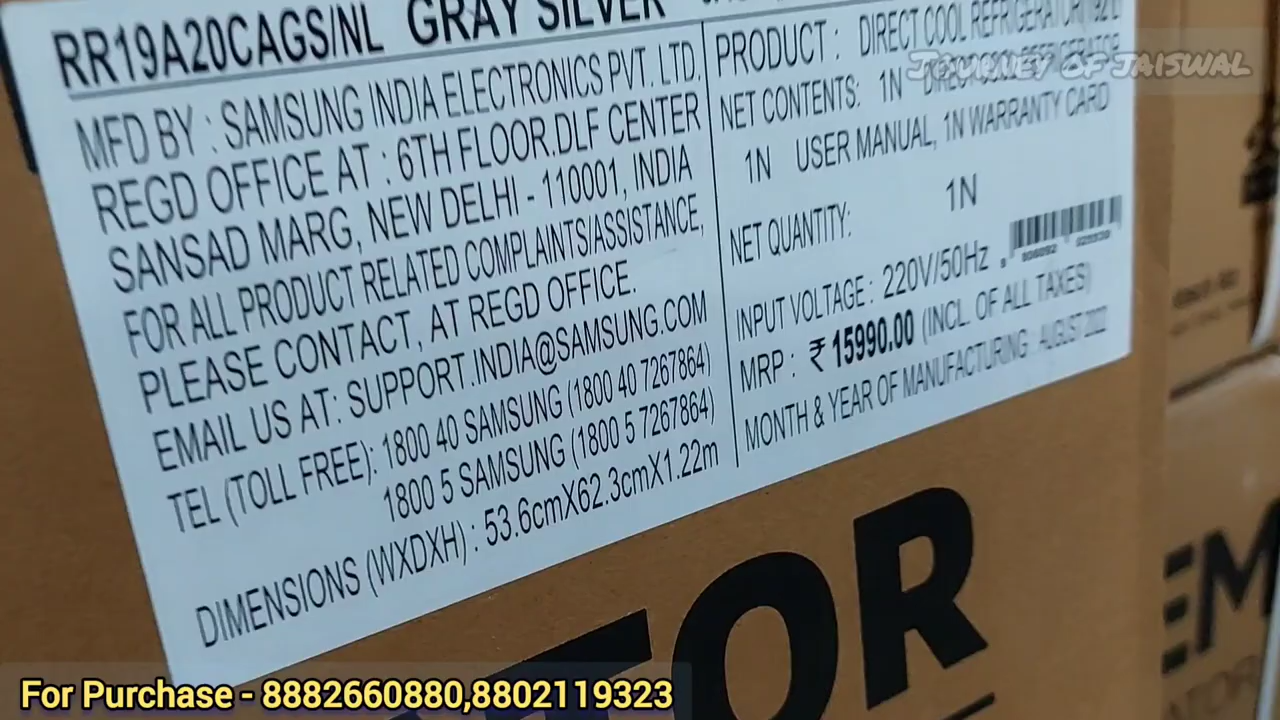 RR19A20CAGS/NL GRAY SILVER
MFD BY : SAMSUNG INDIA ELECTRONICS PVT. LTD.
REGD OFFICE AT : 6TH FLOOR.DLF CENTER
SANSAD MARG, NEW DELHI - 110001, INDIA
FOR ALL PRODUCT RELATED COMPLAINTS/ASSISTANCE,
PLEASE CONTACT, AT REGD OFFICE.
EMAIL US AT: SUPPORT.INDIA@SAMSUNG.COM
TEL (TOLL FREE): 1800 40 SAMSUNG (1800 40 7267864)
1800 5 SAMSUNG (1800 5 7267864)
DIMENSIONS (WXDXH) : 53.6cmX62.3cmX1.22m
PRODUCT : DIRECT COOL REFRIGERATOR(192 L)
NET CONTENTS: 1N DIRECT COOL REFRIGERATOR
1N USER MANUAL, 1N WARRANTY CARD
NET QUANTITY: 1N
INPUT VOLTAGE : 220V/50Hz
MRP : ₹ 15990.00 (INCL. OF ALL TAXES)
MONTH & YEAR OF MANUFACTURING AUGUST 2022
JOURNEY OF JAISWAL
TOR
EM
For Purchase - 8882660880,8802119323